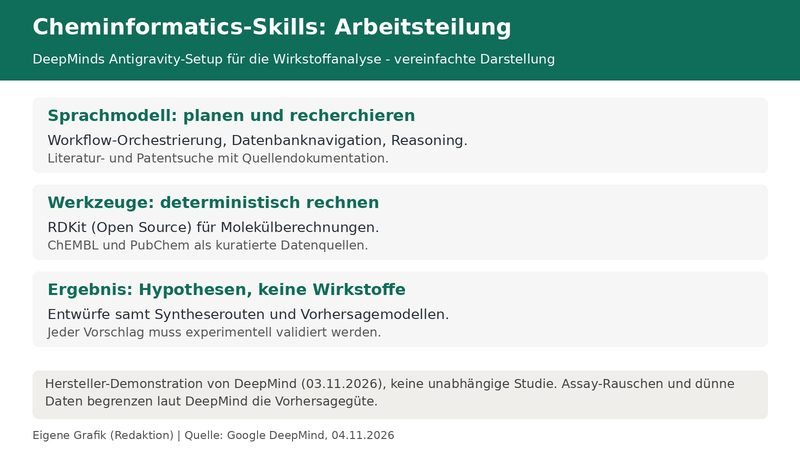 Cheminformatics-Skills: Arbeitsteilung
DeepMinds Antigravity-Setup für die Wirkstoffanalyse - vereinfachte Darstellung
Sprachmodell: planen und recherchieren
Workflow-Orchestrierung, Datenbanknavigation, Reasoning.
Literatur- und Patentsuche mit Quellendokumentation.
Werkzeuge: deterministisch rechnen
RDKit (Open Source) für Molekülberechnungen.
ChEMBL und PubChem als kuratierte Datenquellen.
Ergebnis: Hypothesen, keine Wirkstoffe
Entwürfe samt Syntheserouten und Vorhersagemodellen.
Jeder Vorschlag muss experimentell validiert werden.
Hersteller-Demonstration von DeepMind (03.11.2026), keine unabhängige Studie. Assay-Rauschen und dünne
Daten begrenzen laut DeepMind die Vorhersagegüte.
Eigene Grafik (Redaktion) | Quelle: Google DeepMind, 04.11.2026